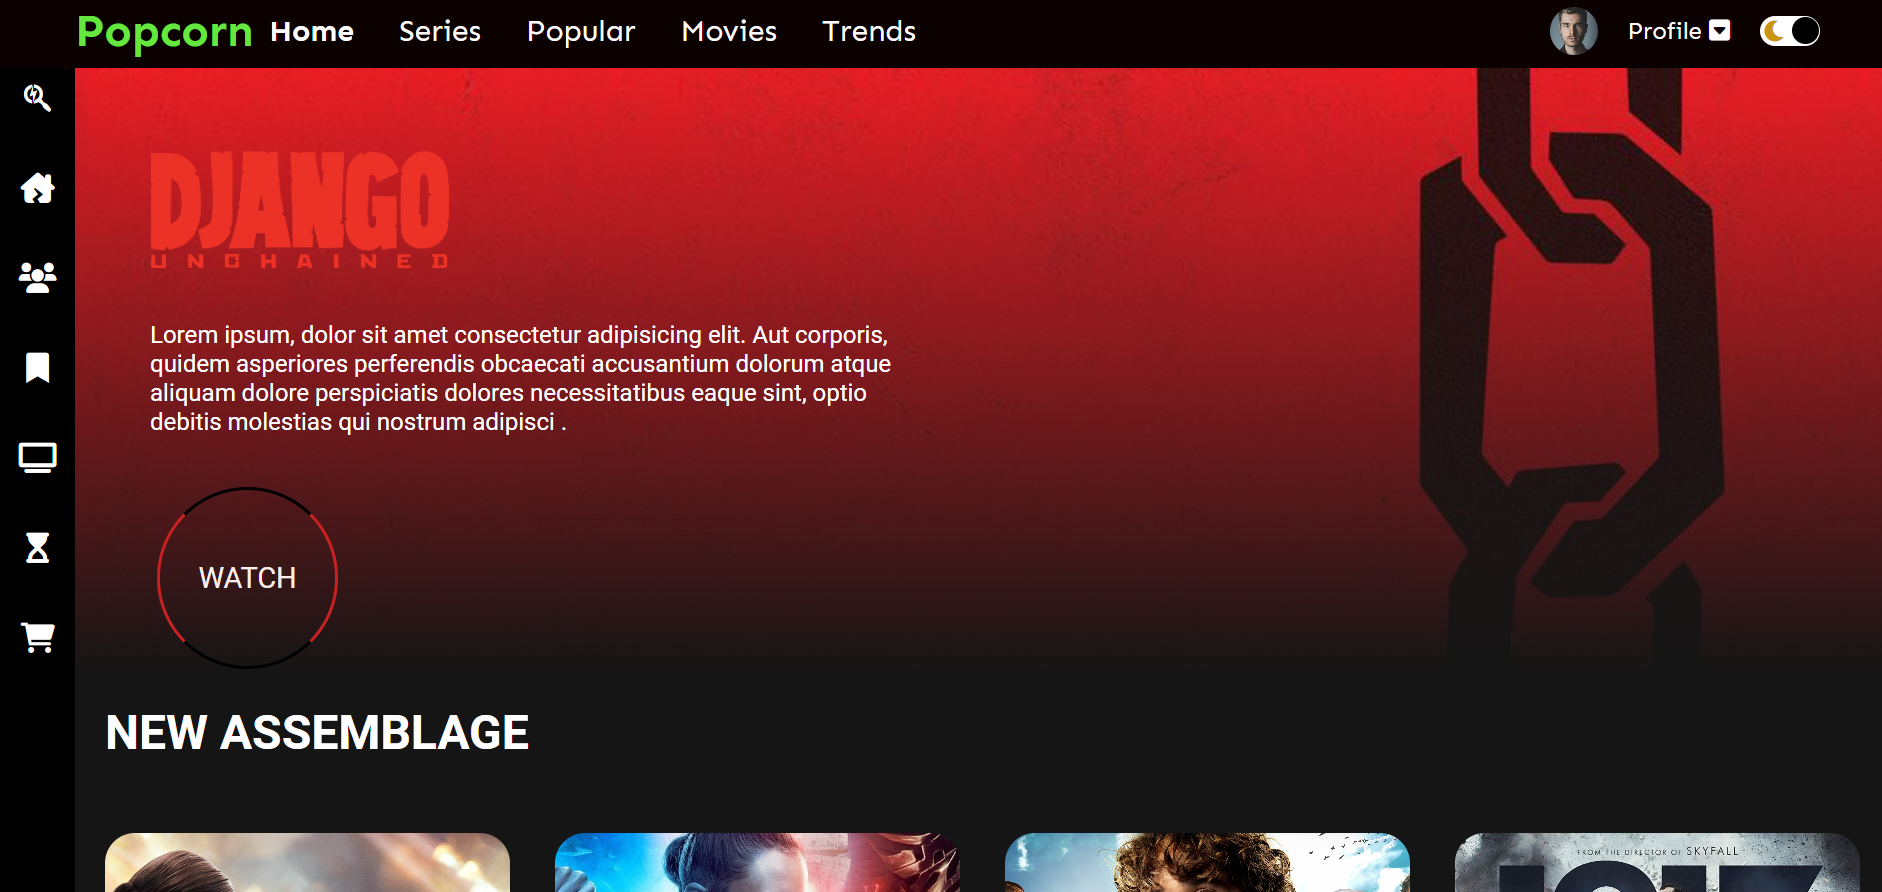 Popcorn Home Series Popular Movies Trends Profile
DJANGO
UNCHAINED
Lorem ipsum, dolor sit amet consectetur adipisicing elit. Aut corporis,
quidem asperiores perferendis obcaecati accusantium dolorum atque
aliquam dolore perspiciatis dolores necessitatibus eaque sint, optio
debitis molestias qui nostrum adipisci .
WATCH
NEW ASSEMBLAGE
FROM THE DIRECTOR OF SKYFALL